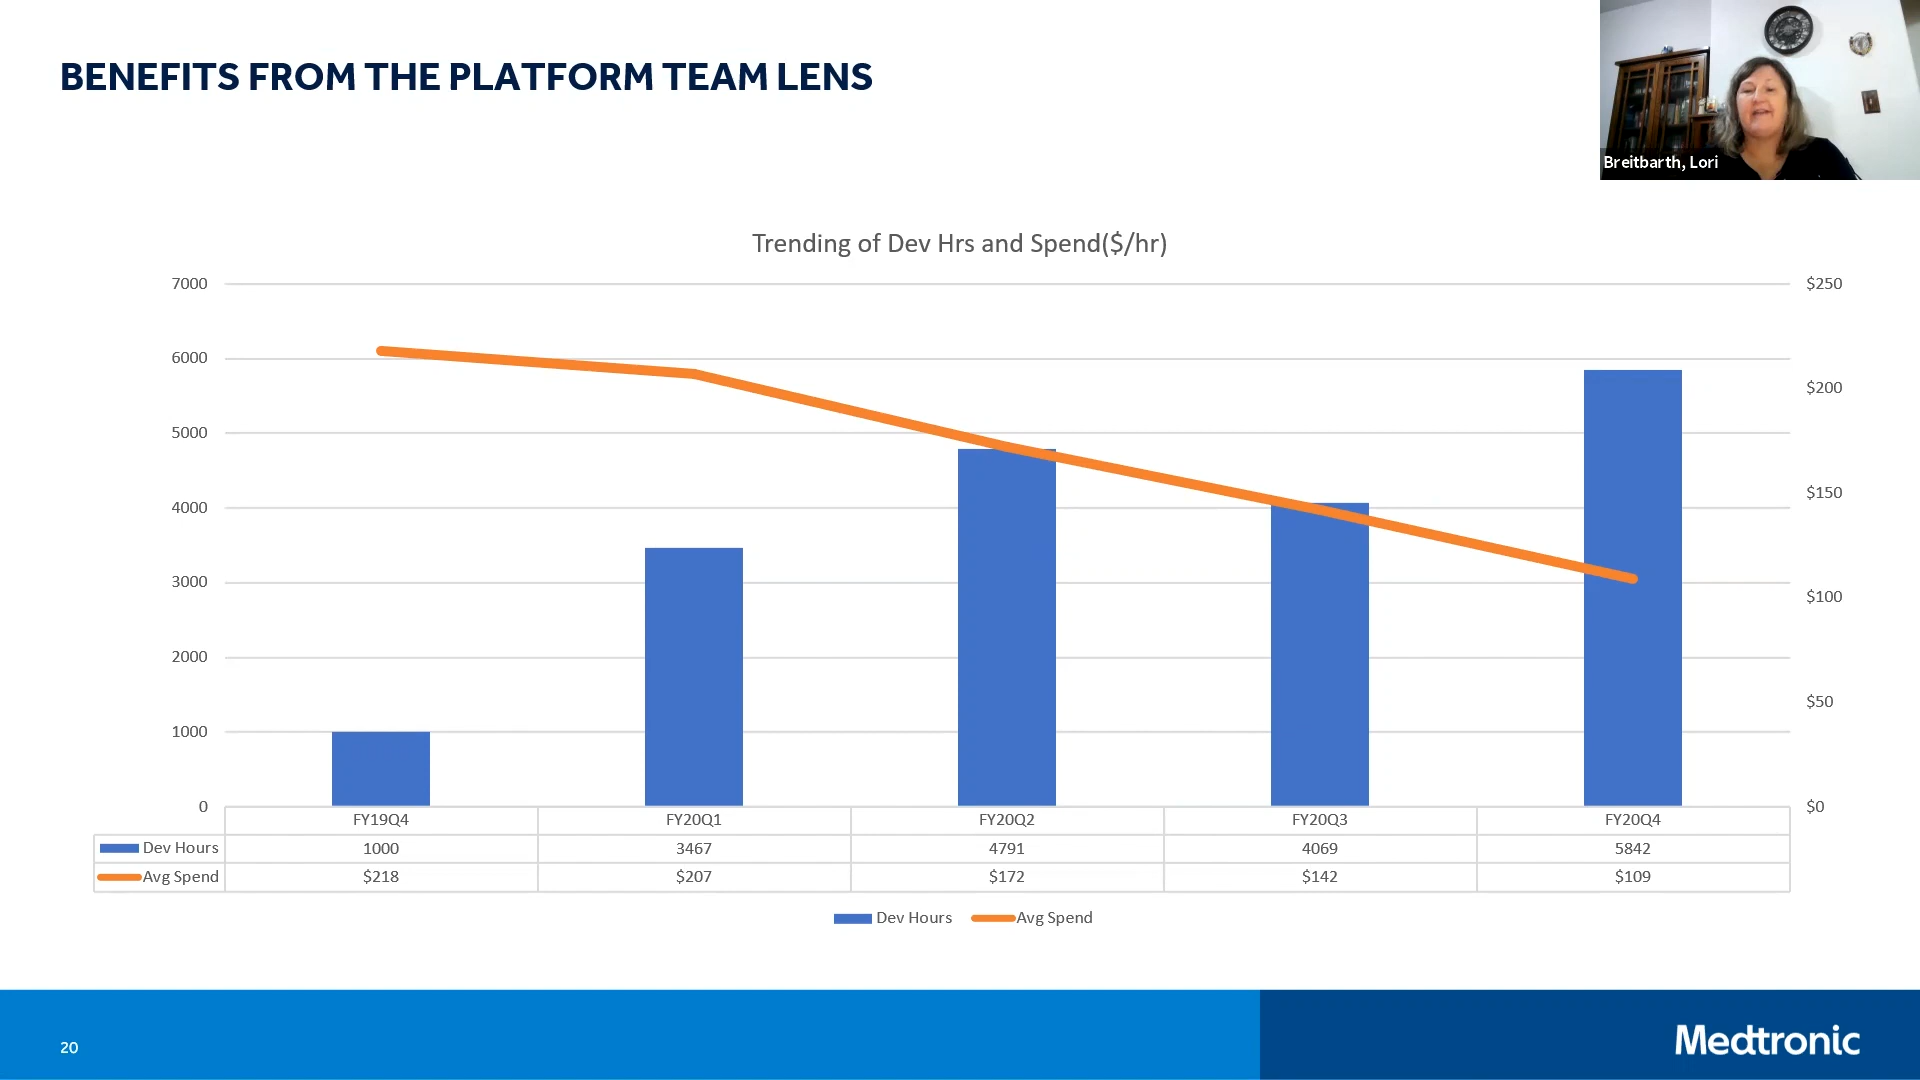 BENEFITS FROM THE PLATFORM TEAM LENS
Breitbarth, Lori
Trending of Dev Hrs and Spend($/hr)
7000
6000
5000
4000
3000
2000
1000
0
$250
$200
$150
$100
$50
$0
FY19Q4 FY20Q1 FY20Q2 FY20Q3 FY20Q4
Dev Hours 1000 3467 4791 4069 5842
Avg Spend $218 $207 $172 $142 $109
Dev Hours Avg Spend
20
Medtronic